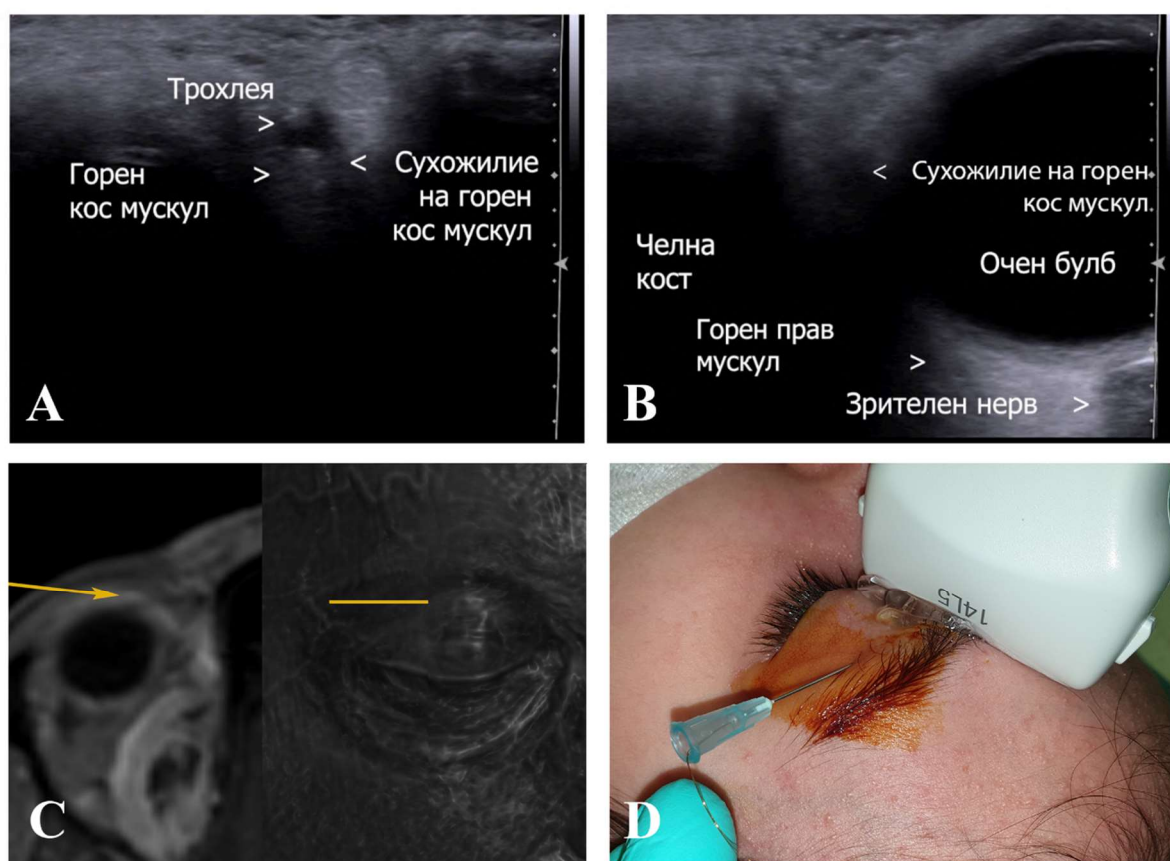 Трохлея
>
Горен
кос мускул
>
< Сухожилие
на горен
кос мускул
A
< Сухожилие на горен
кос мускул
Челна
кост
Очен булб
Горен прав
мускул
>
Зрителен нерв >
B
C
14L5
D